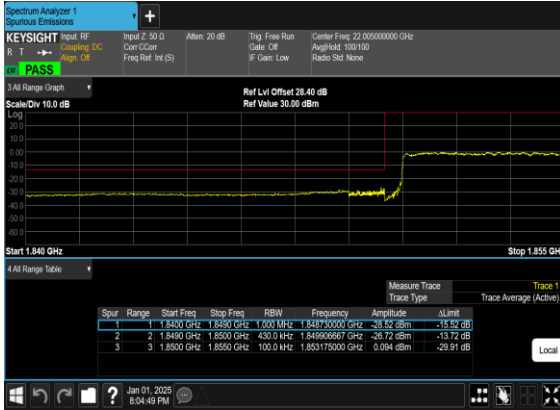 Spectrum Analyzer 1
Spurious Emissions
+
KEYSIGHT Input: RF Input Z: 50 Ω Atten: 20 dB Trig: Free Run Center Freq: 22.005000000 GHz
R T Coupling: DC Corr CCorr Gate: Off Avg|Hold: 100/100
Align: Off Freq Ref: Int (S) IF Gain: Low Radio Std: None
PASS
3 All Range Graph
Ref Lvl Offset 28.40 dB
Scale/Div 10.0 dB Ref Value 30.00 dBm
Log
20.0
10.0
0.00
-10.0
-20.0
-30.0
-40.0
-50.0
-60.0
Start 1.840 GHz Stop 1.855 GH
4 All Range Table
Measure Trace Trace 1
Trace Type Trace Average (Active)
Spur Range Start Freq Stop Freq RBW Frequency Amplitude ΔLimit
1 1 1.8400 GHz 1.8490 GHz 1.000 MHz 1.848730000 GHz -28.52 dBm -15.52 dB
2 2 1.8490 GHz 1.8500 GHz 430.0 kHz 1.849906667 GHz -26.72 dBm -13.72 dB
3 3 1.8500 GHz 1.8550 GHz 100.0 kHz 1.853175000 GHz 0.094 dBm -29.91 dB
Local
? Jan 01, 2025
8:04:49 PM